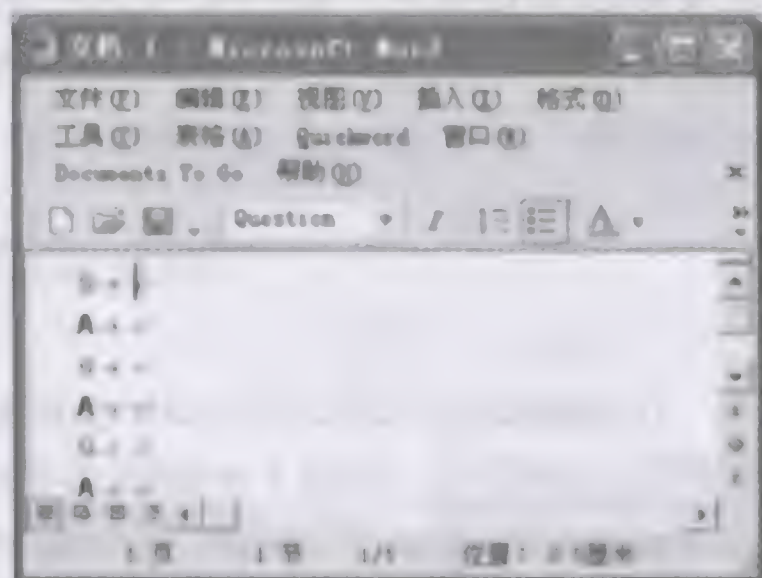 文档 1 - Microsoft Word
文件(F) 编辑(E) 视图(V) 插入(I) 格式(O)
工具(T) 表格(A) Quickword 窗口(W)
Documents To Go 帮助(H)
Question
A
Q
A
Q
A
1 页 1 节 1/1 位置: